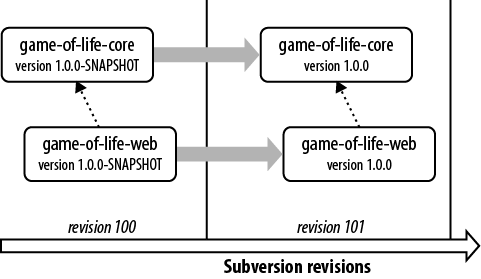 game-of-life-core
version 1.0.0-SNAPSHOT
game-of-life-core
version 1.0.0
game-of-life-web
version 1.0.0-SNAPSHOT
game-of-life-web
version 1.0.0
revision 100
revision 101
Subversion revisions